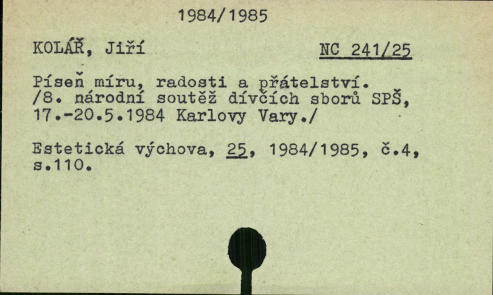 1984/1985
KOLÁŘ, Jiří NC 241/25
Píseň míru, radosti a přátelství.
/8. národní soutěž dívčích sborů SPŠ,
17.-20.5.1984 Karlovy Vary./
Estetická výchova, 25, 1984/1985, č.4,
s.110.